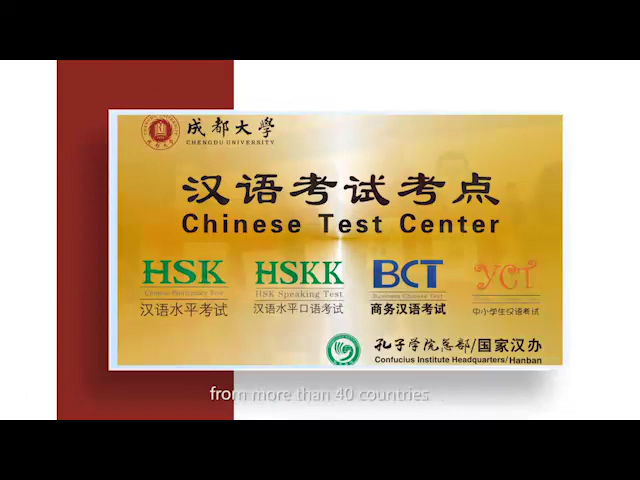 成都大學
CHENGDU UNIVERSITY
汉语考试考点
Chinese Test Center
HSK
Chinese Proficiency Test
汉语水平考试
HSKK
HSK Speaking Test
汉语水平口语考试
BCT
Business Chinese Test
商务汉语考试
YCT
中小学生汉语考试
孔子学院总部/国家汉办
Confucius Institute Headquarters/Hanban
from more than 40 countries